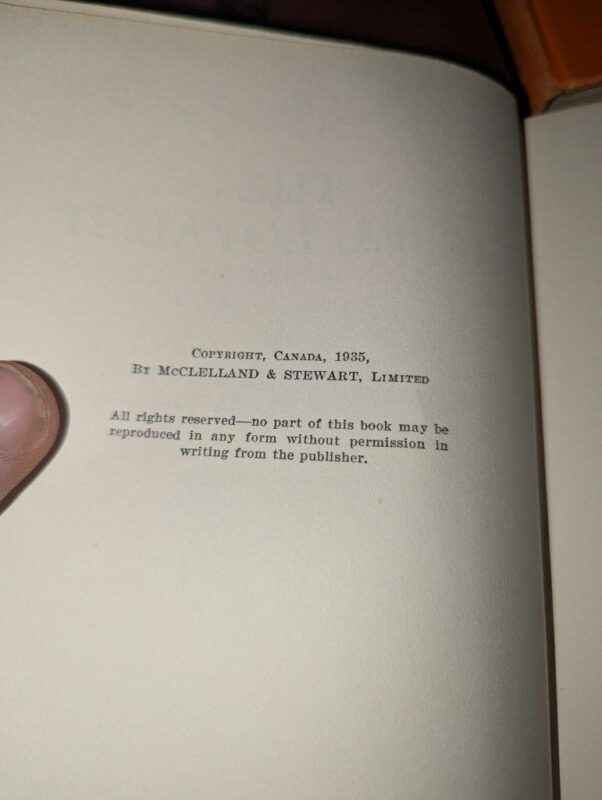 COPYRIGHT, CANADA, 1935,
BY MCCLELLAND & STEWART, LIMITED
All rights reserved—no part of this book may be
reproduced in any form without permission in
writing from the publisher.